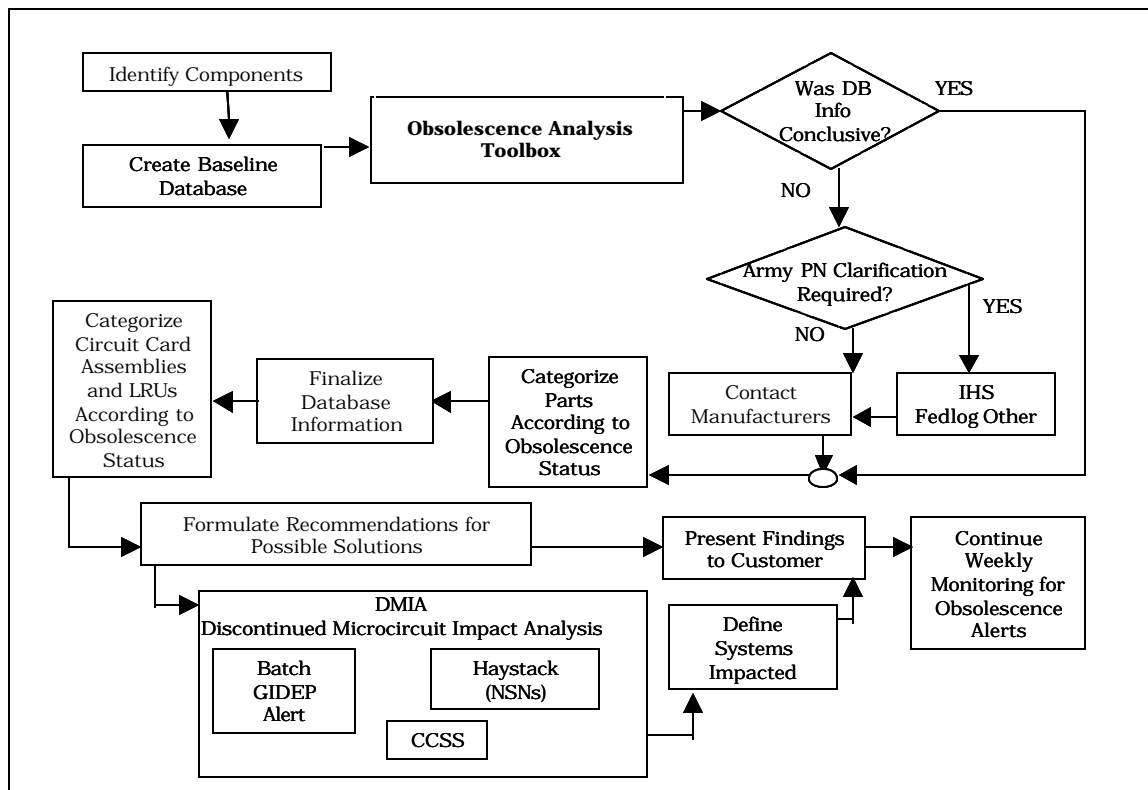 Identify Components
Create Baseline
Database
Obsolescence Analysis
Toolbox
Was DB
Info
Conclusive?
YES
NO
Army PN Clarification
Required?
YES
NO
IHS
Fedlog Other
Contact
Manufacturers
Categorize
Parts
According to
Obsolescence
Status
Finalize
Database
Information
Categorize
Circuit Card
Assemblies
and LRUs
According to
Obsolescence
Status
Formulate Recommendations for
Possible Solutions
DMIA
Discontinued Microcircuit Impact Analysis
Batch
GIDEP
Alert
Haystack
(NSNs)
CCSS
Define
Systems
Impacted
Present Findings
to Customer
Continue
Weekly
Monitoring for
Obsolescence
Alerts